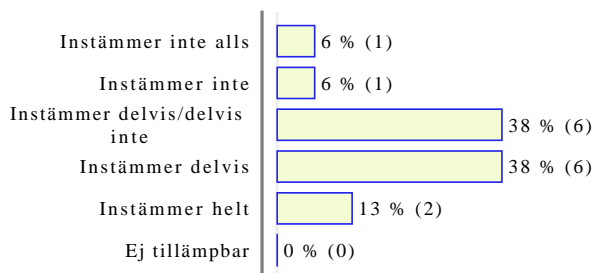 Instämmer inte alls 6 % (1)
Instämmer inte 6 % (1)
Instämmer delvis/delvis
inte 38 % (6)
Instämmer delvis 38 % (6)
Instämmer helt 13 % (2)
Ej tillämpbar 0 % (0)